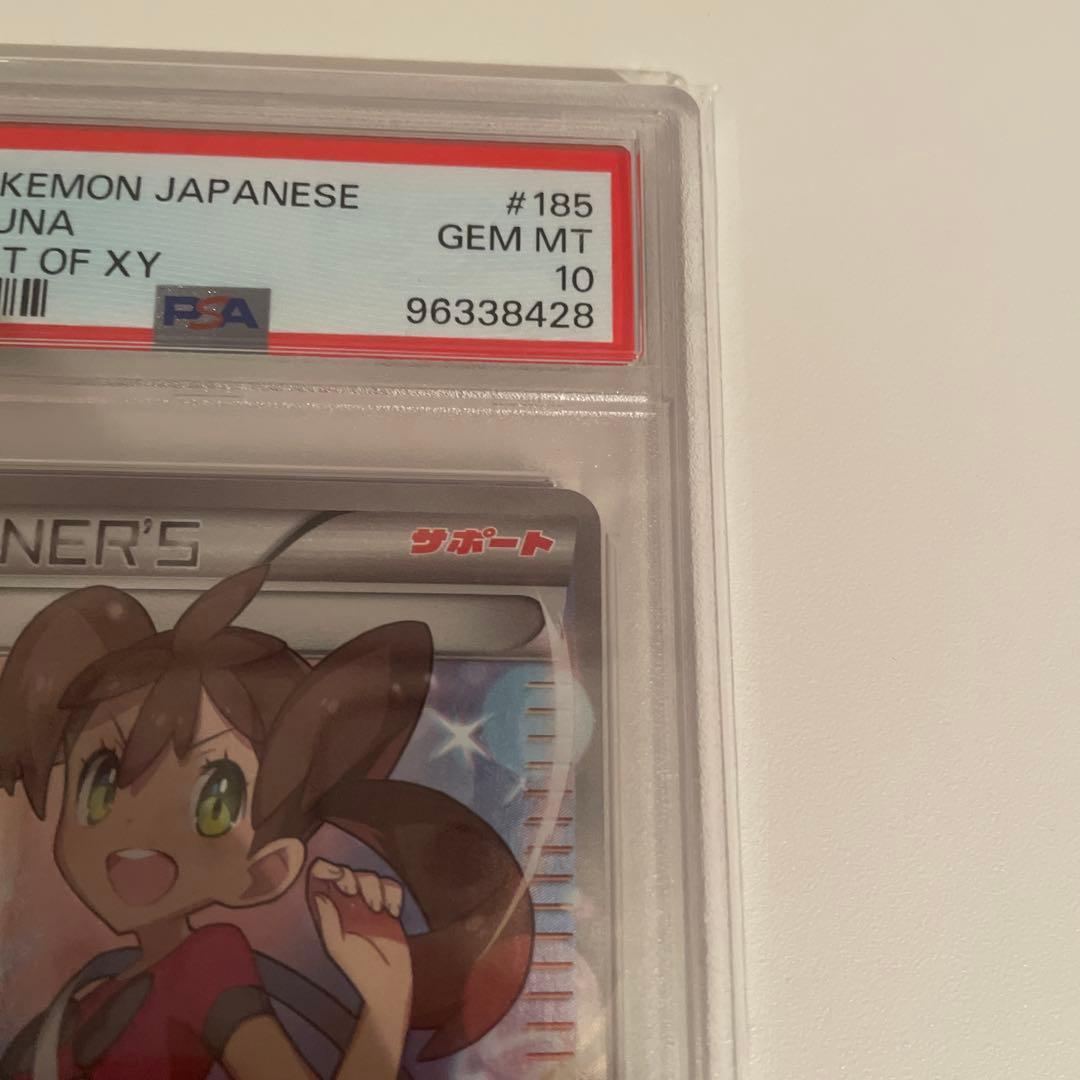 KEMON JAPANESE
#185
UNA
GEM MT
T OF XY
10
PSA
96338428
NER'S
サポート